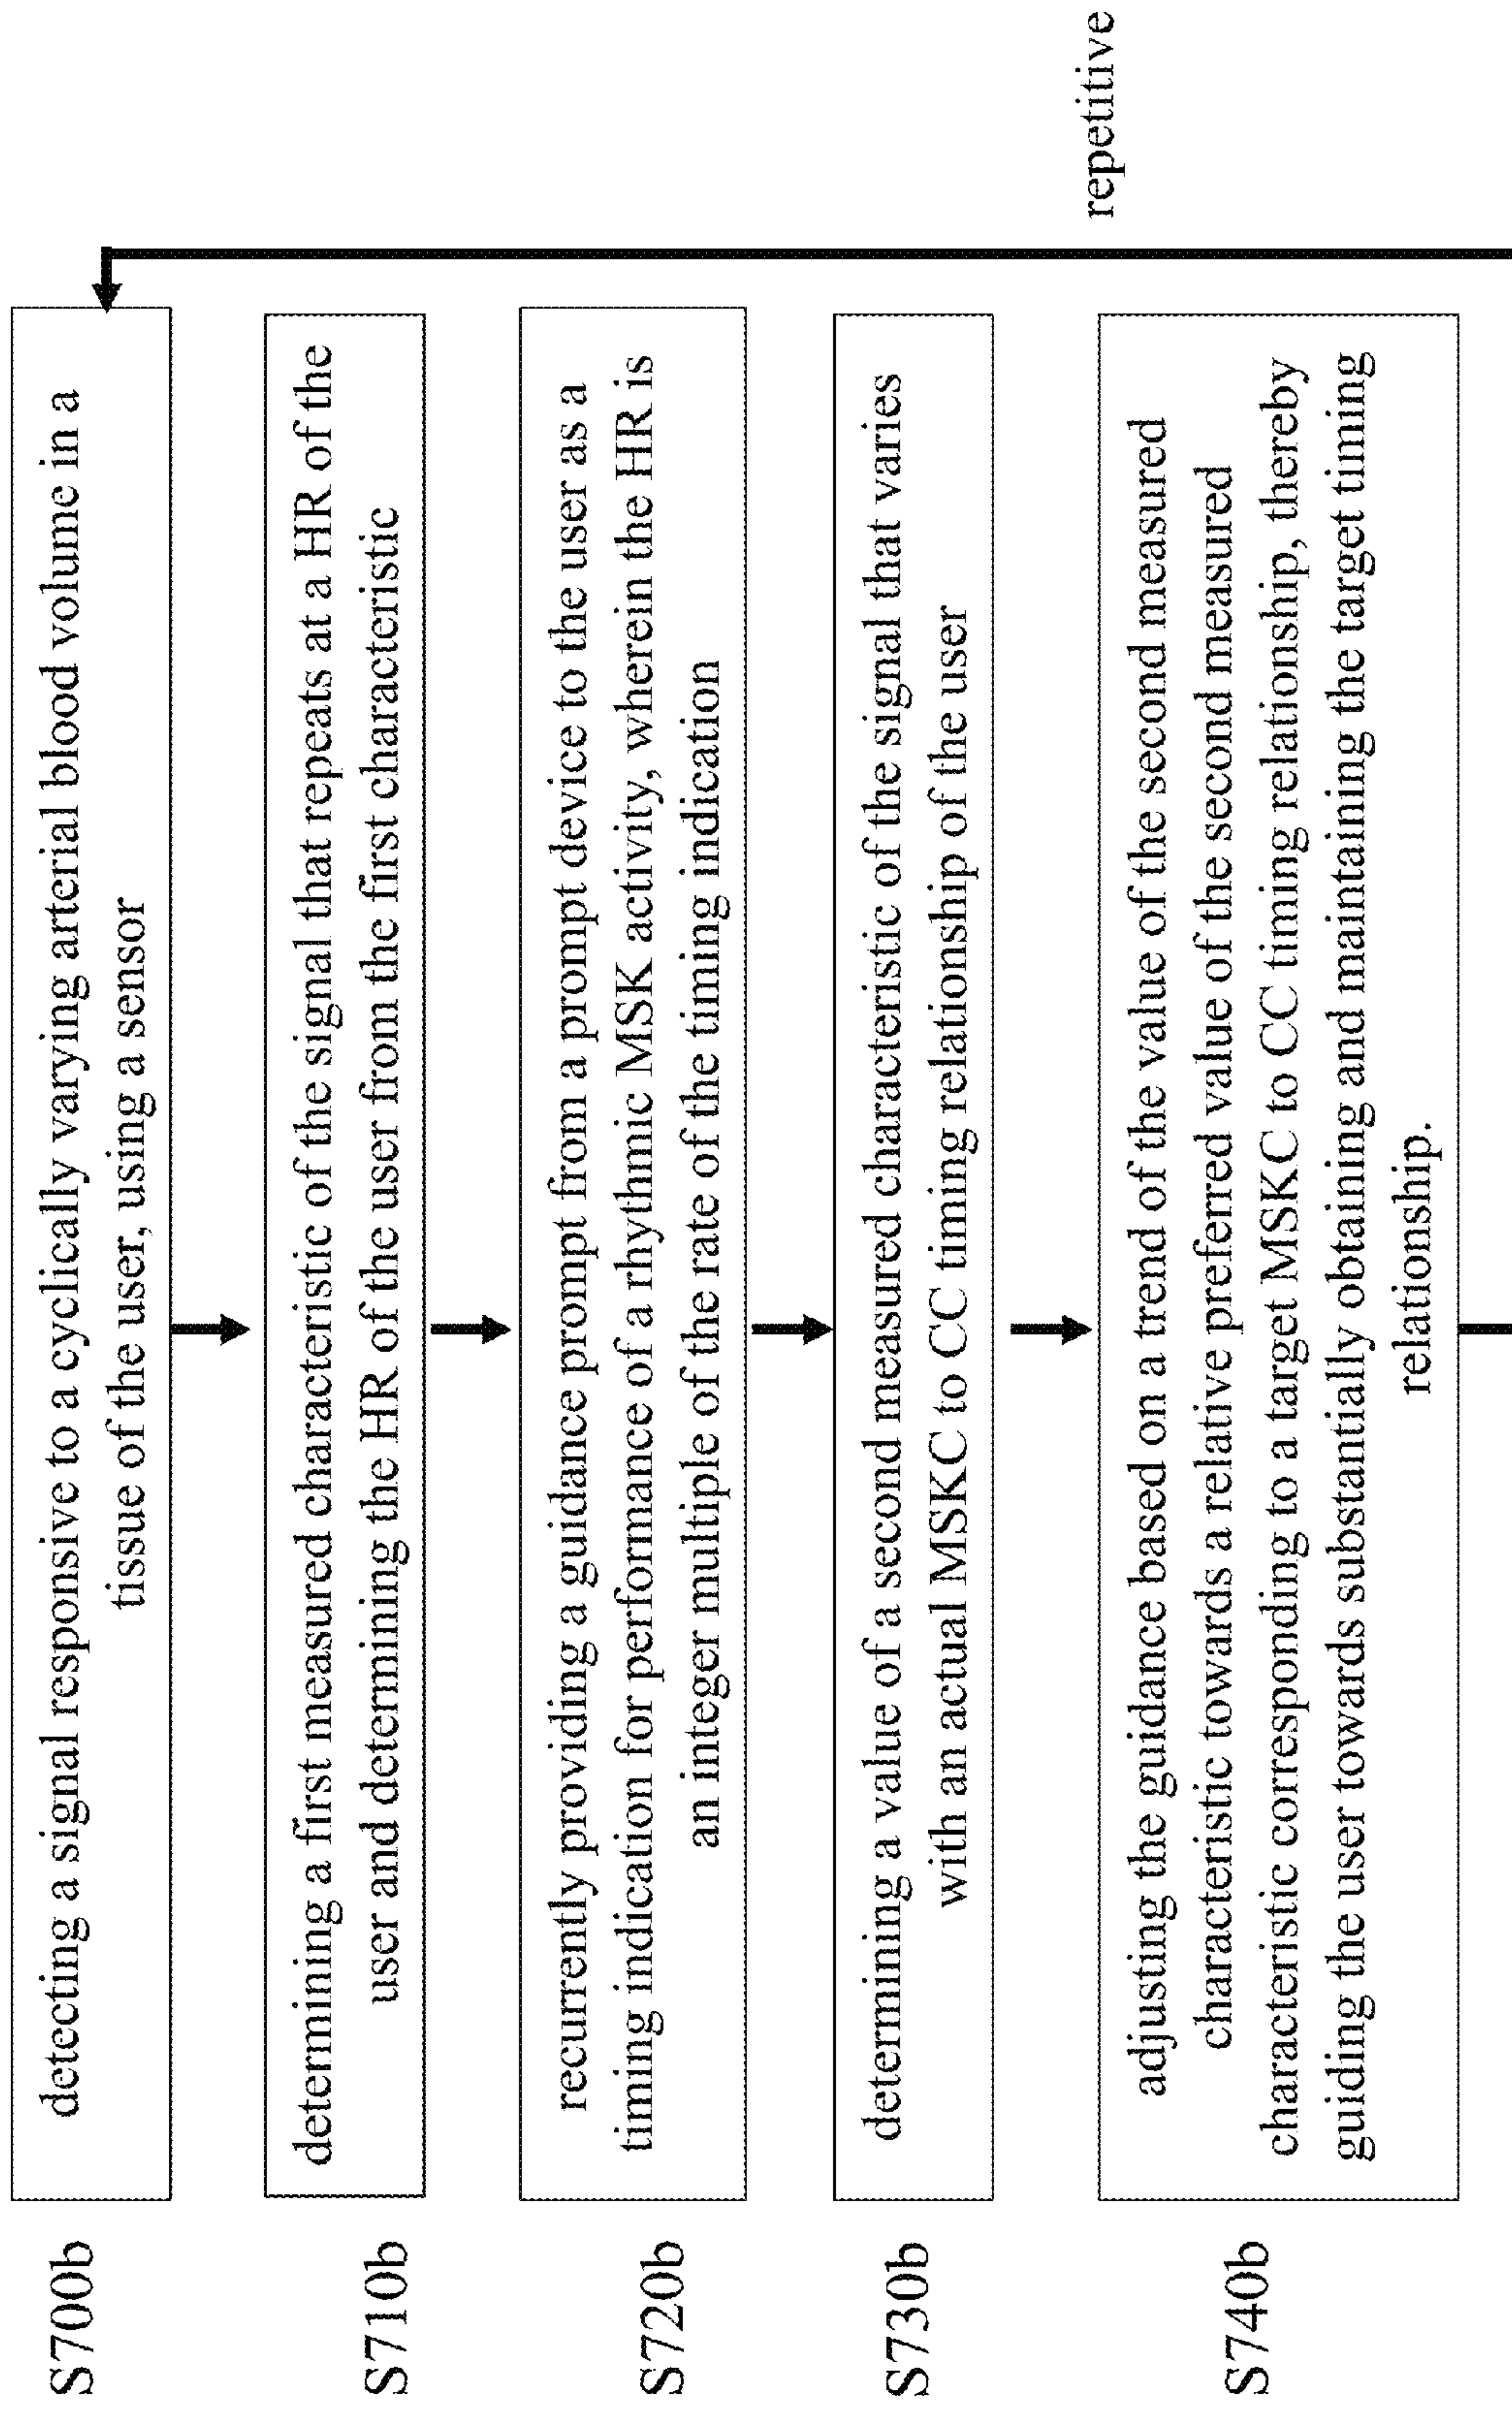 S700b
detecting a signal responsive to a cyclically varying arterial blood volume in a
tissue of the user, using a sensor
S710b
determining a first measured characteristic of the signal that repeats at a HR of the
user and determining the HR of the user from the first characteristic
S720b
recurrently providing a guidance prompt from a prompt device to the user as a
timing indication for performance of a rhythmic MSK activity, wherein the HR is
an integer multiple of the rate of the timing indication
S730b
determining a value of a second measured characteristic of the signal that varies
with an actual MSKC to CC timing relationship of the user
S740b
adjusting the guidance based on a trend of the value of the second measured
characteristic towards a relative preferred value of the second measured
characteristic corresponding to a target MSKC to CC timing relationship, thereby
guiding the user towards substantially obtaining and maintaining the target timing
relationship.
repetitive